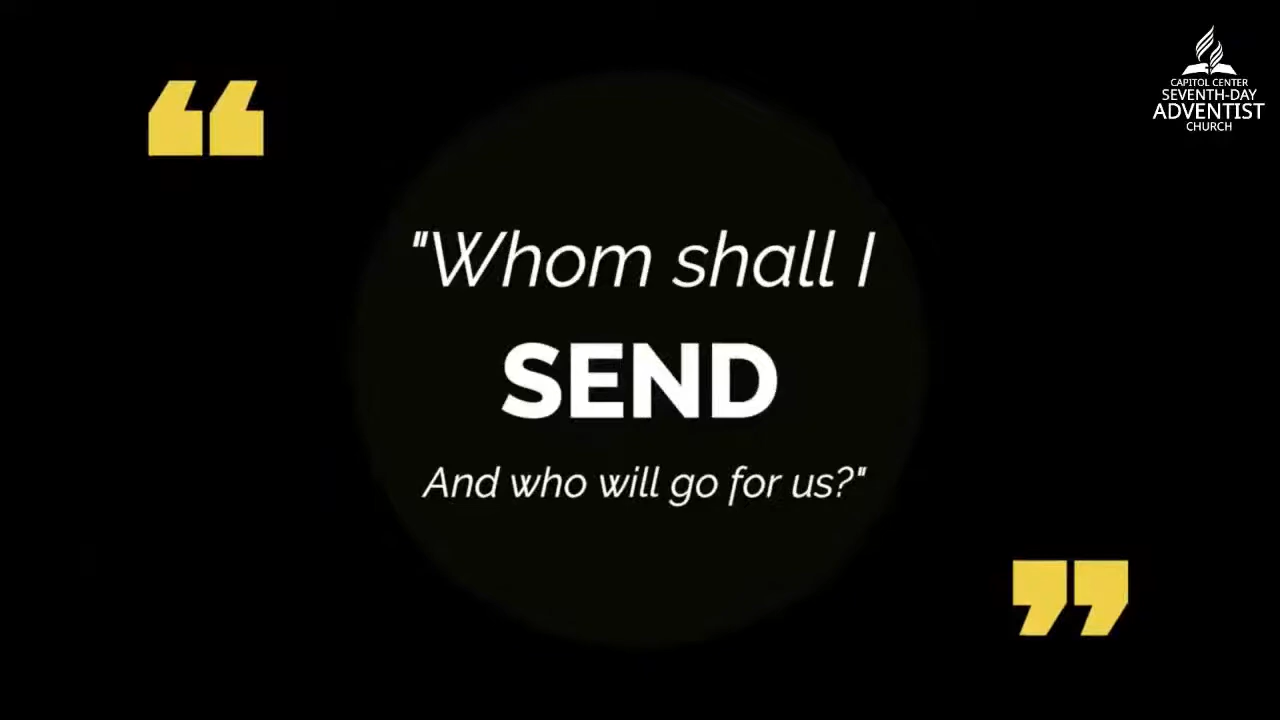 CAPITOL CENTER
SEVENTH-DAY
ADVENTIST
CHURCH
"Whom shall I
SEND
And who will go for us?"